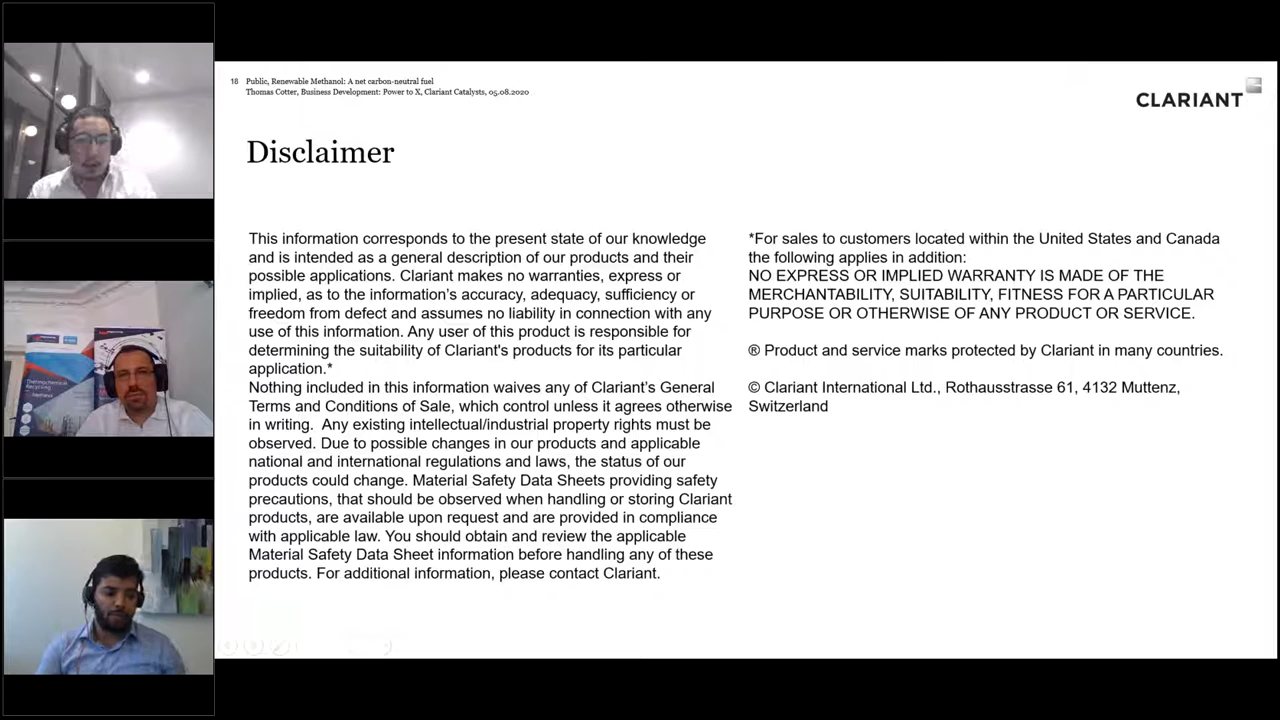 18 Public, Renewable Methanol: A net carbon-neutral fuel
Thomas Cotter, Business Development: Power to X, Clariant Catalysts, 05.08.2020
CLARIANT
Disclaimer
This information corresponds to the present state of our knowledge
and is intended as a general description of our products and their
possible applications. Clariant makes no warranties, express or
implied, as to the information's accuracy, adequacy, sufficiency or
freedom from defect and assumes no liability in connection with any
use of this information. Any user of this product is responsible for
determining the suitability of Clariant's products for its particular
application.*
Nothing included in this information waives any of Clariant's General
Terms and Conditions of Sale, which control unless it agrees otherwise
in writing.  Any existing intellectual/industrial property rights must be
observed. Due to possible changes in our products and applicable
national and international regulations and laws, the status of our
products could change. Material Safety Data Sheets providing safety
precautions, that should be observed when handling or storing Clariant
products, are available upon request and are provided in compliance
with applicable law. You should obtain and review the applicable
Material Safety Data Sheet information before handling any of these
products. For additional information, please contact Clariant.
*For sales to customers located within the United States and Canada
the following applies in addition:
NO EXPRESS OR IMPLIED WARRANTY IS MADE OF THE
MERCHANTABILITY, SUITABILITY, FITNESS FOR A PARTICULAR
PURPOSE OR OTHERWISE OF ANY PRODUCT OR SERVICE.
® Product and service marks protected by Clariant in many countries.
© Clariant International Ltd., Rothausstrasse 61, 4132 Muttenz,
Switzerland
Thermochemical
Recycling